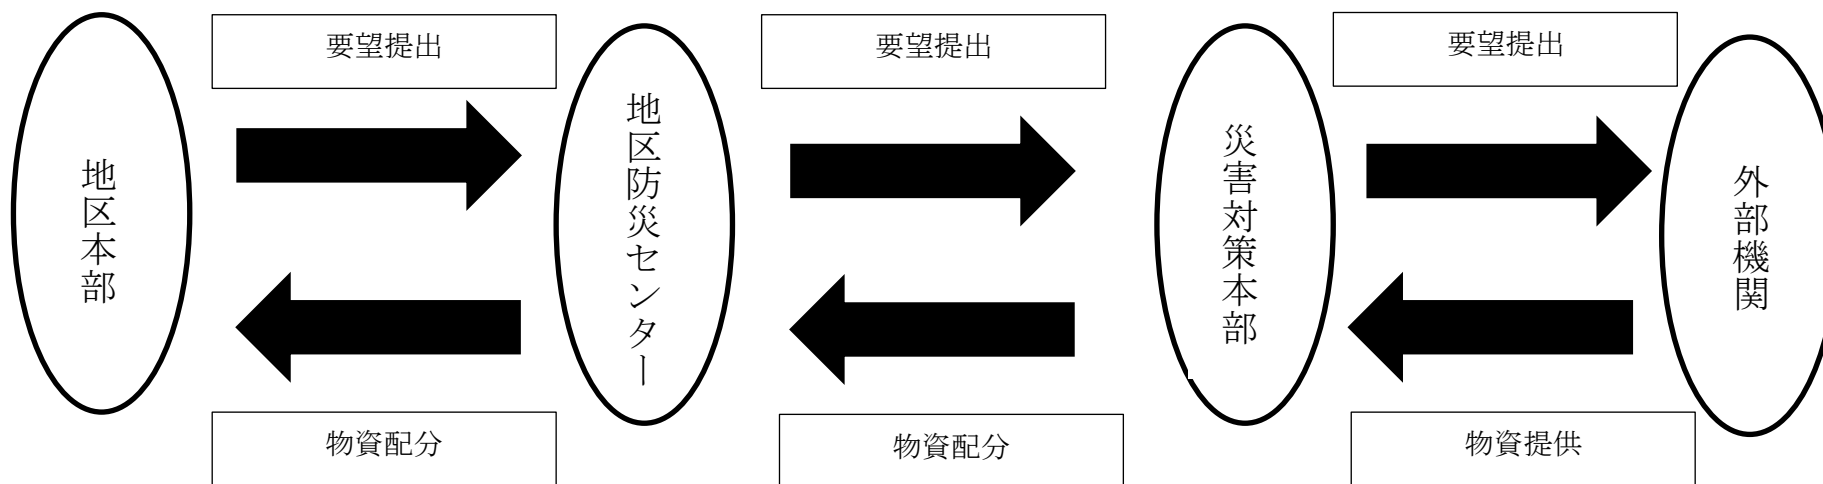 要望提出
要望提出
要望提出
地区本部
地区防災センター
災害対策本部
外部機関
物資配分
物資配分
物資提供